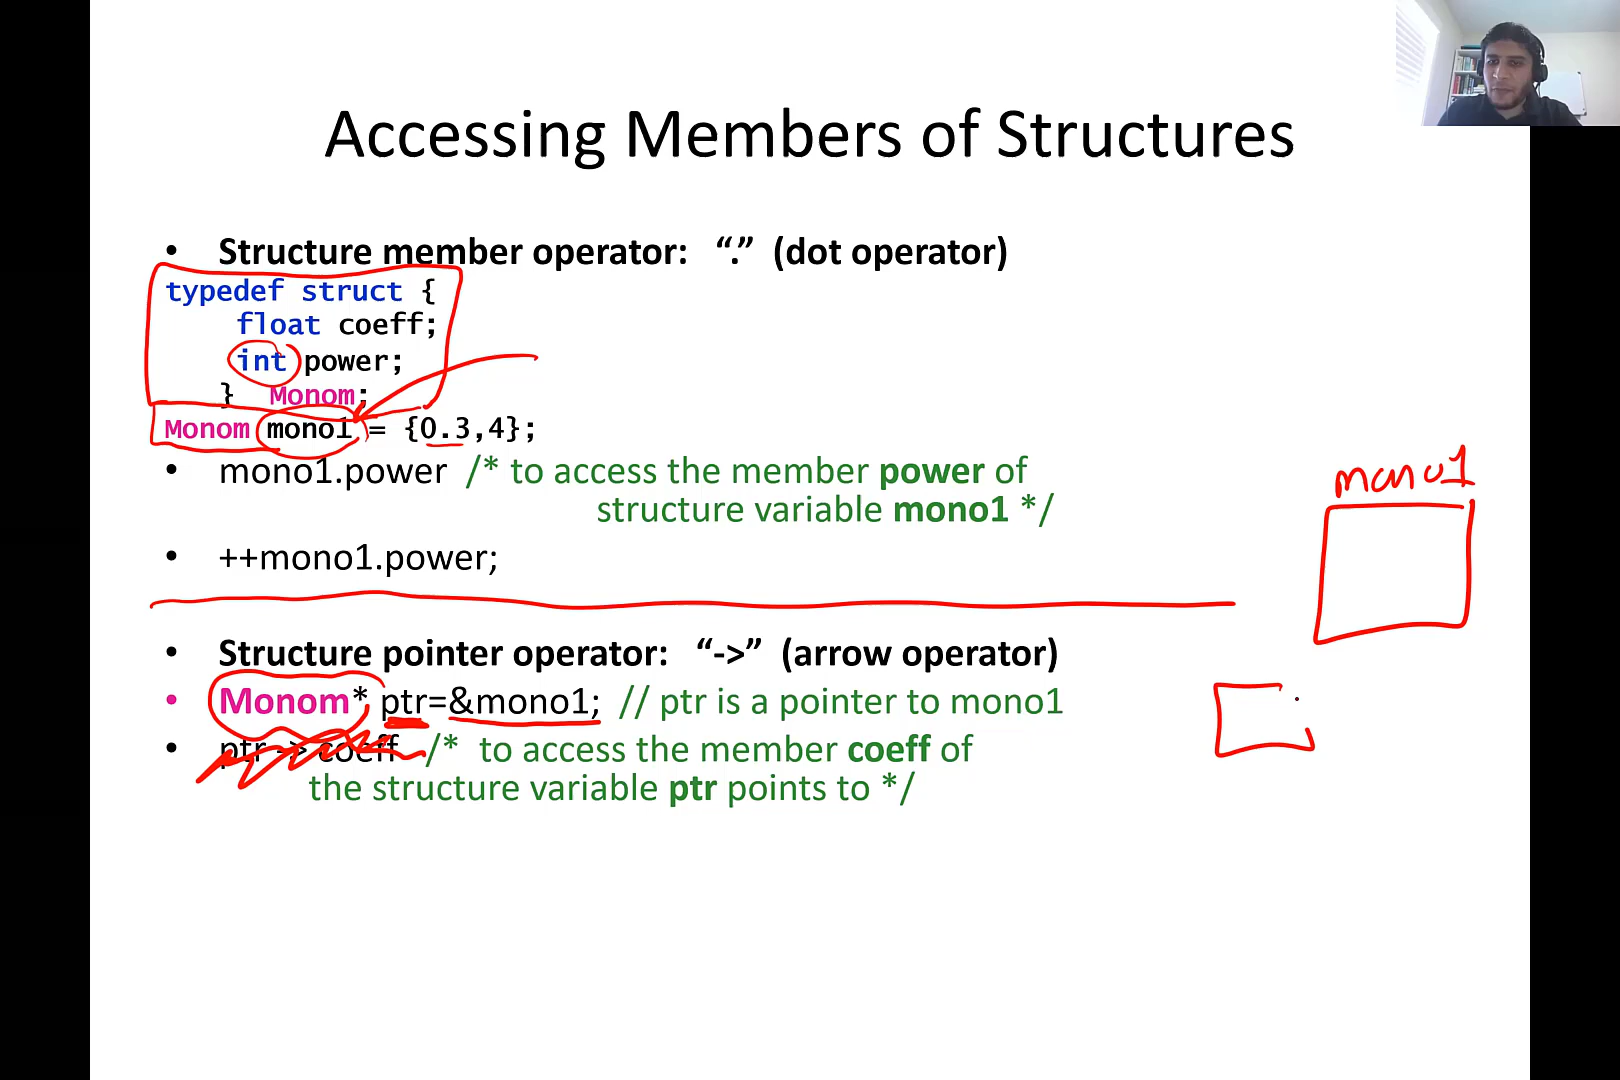 Accessing Members of Structures
• Structure member operator: “.” (dot operator)
typedef struct {
float coeff;
int power;
} Monom;
Monom mono1 = {0.3,4};
• mono1.power /* to access the member power of
structure variable mono1 */
mono1
• ++mono1.power;
• Structure pointer operator: “->” (arrow operator)
• Monom* ptr=&mono1; // ptr is a pointer to mono1
• ptr -> coeff /* to access the member coeff of
the structure variable ptr points to */